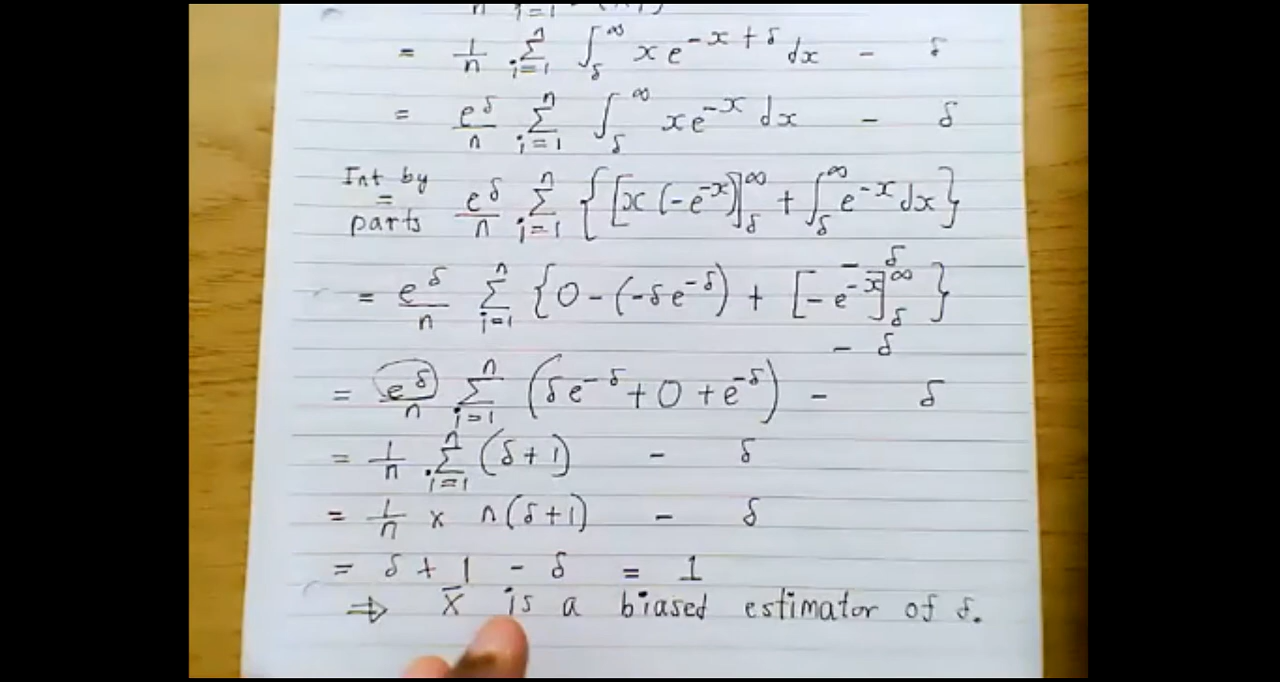 = 1/n Σ_{i=1}^{n} ∫_δ^∞ x e^{-x+δ} dx - δ
= e^δ/n Σ_{i=1}^{n} ∫_δ^∞ x e^{-x} dx - δ
Int by parts = e^δ/n Σ_{i=1}^{n} { [x (-e^{-x})]_δ^∞ + ∫_δ^∞ e^{-x} dx }
- δ
= e^δ/n Σ_{i=1}^{n} { 0 - (-δe^{-δ}) + [-e^{-x}]_δ^∞ }
- δ
= e^δ/n Σ_{i=1}^{n} (δe^{-δ} + 0 + e^{-δ}) - δ
= 1/n Σ_{i=1}^{n} (δ + 1) - δ
= 1/n × n(δ+1) - δ
= δ + 1 - δ = 1
⇒ X̄ is a biased estimator of δ.